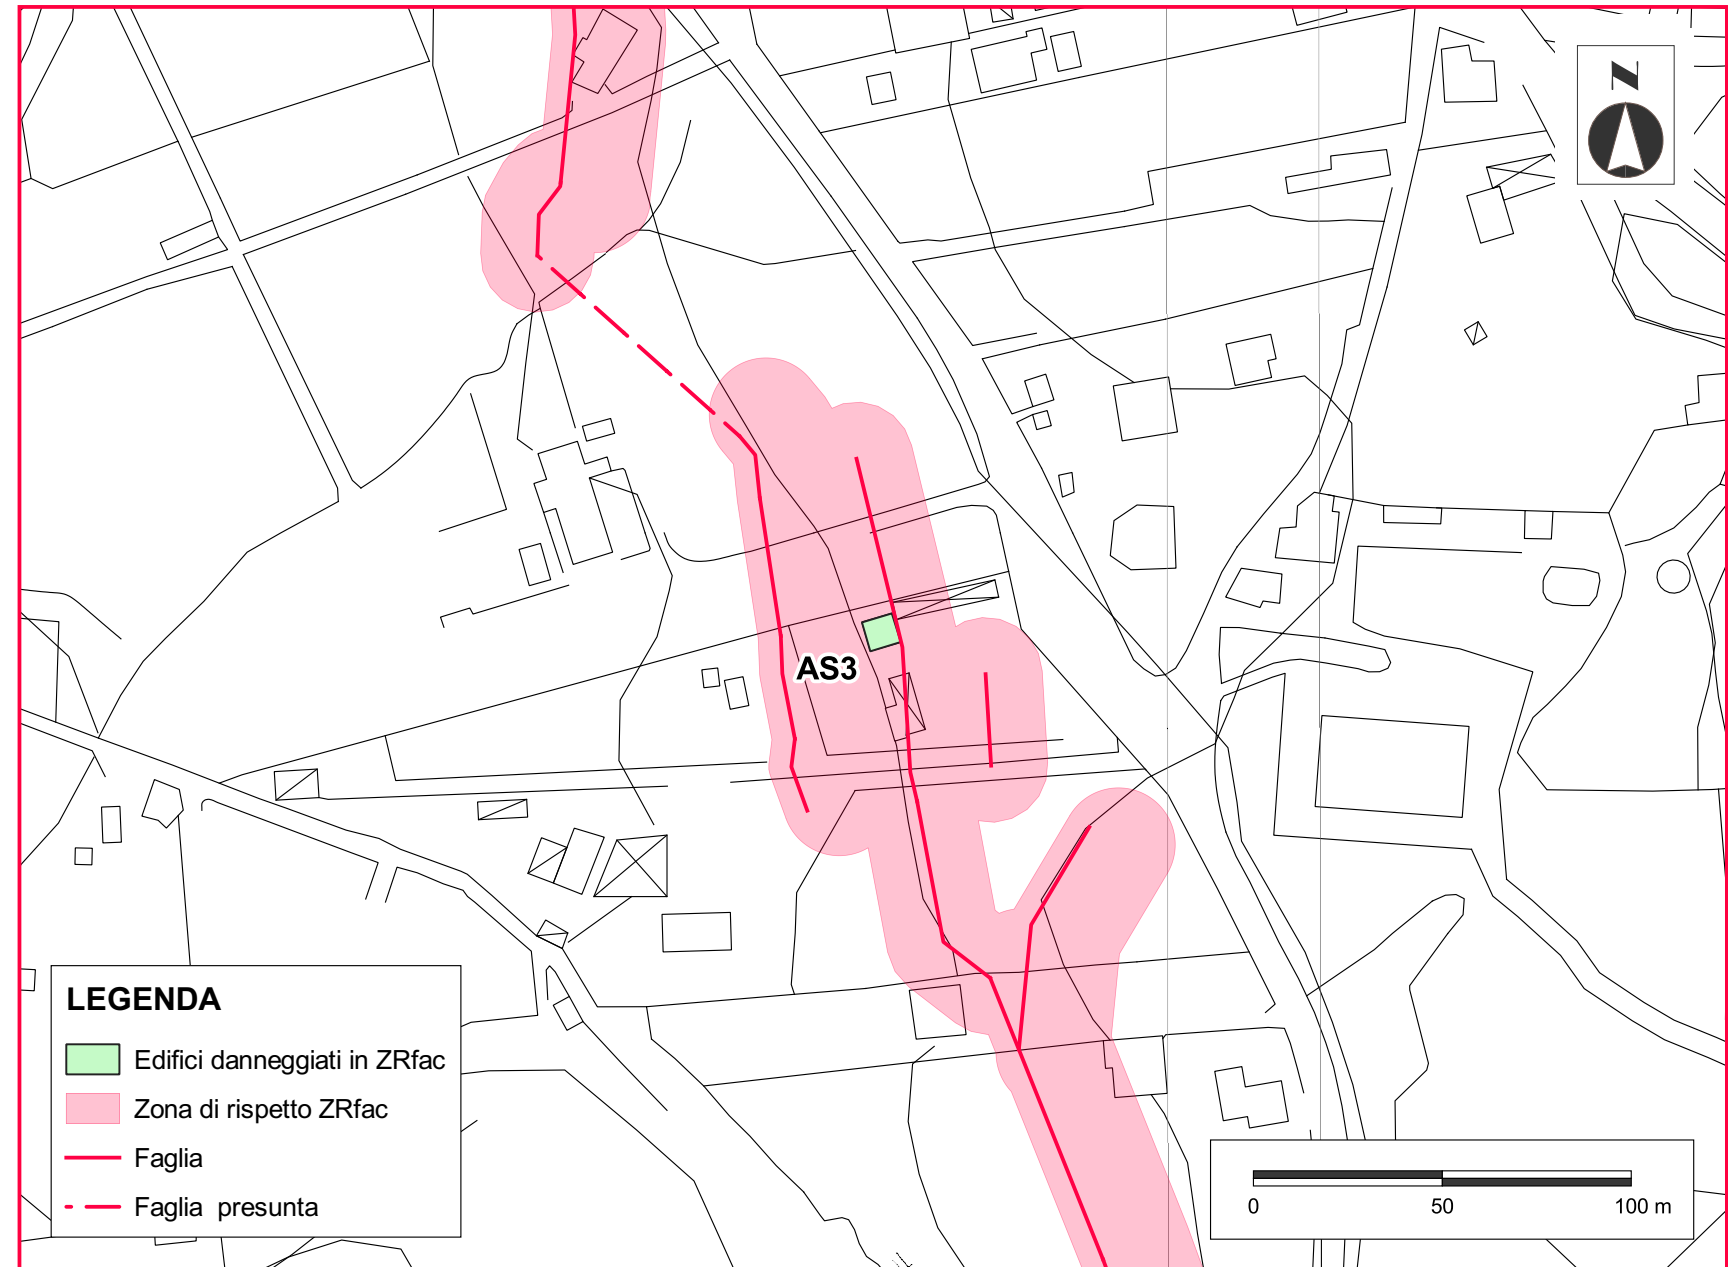 N
AS3
LEGENDA
Edifici danneggiati in ZRfac
Zona di rispetto ZRfac
Faglia
Faglia presunta
0 50 100 m